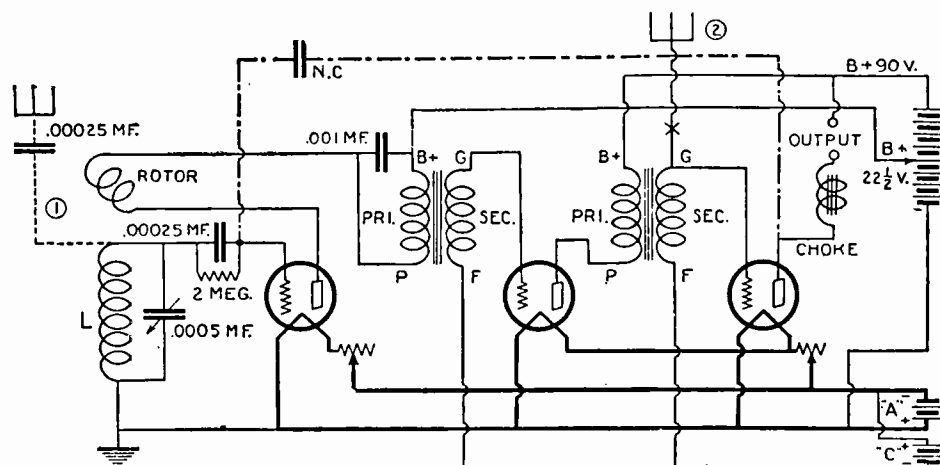 ②
N.C
B+90 V.
.00025 MF.
.001 MF.
B+
G
B+
G
OUTPUT
B+
22½ V.
ROTOR
①
PRI.
SEC.
PRI.
SEC.
.00025 MF.
CHOKE
P
F
P
F
2 MEG.
L
.0005 MF.
"A" -
+
"C" +
-